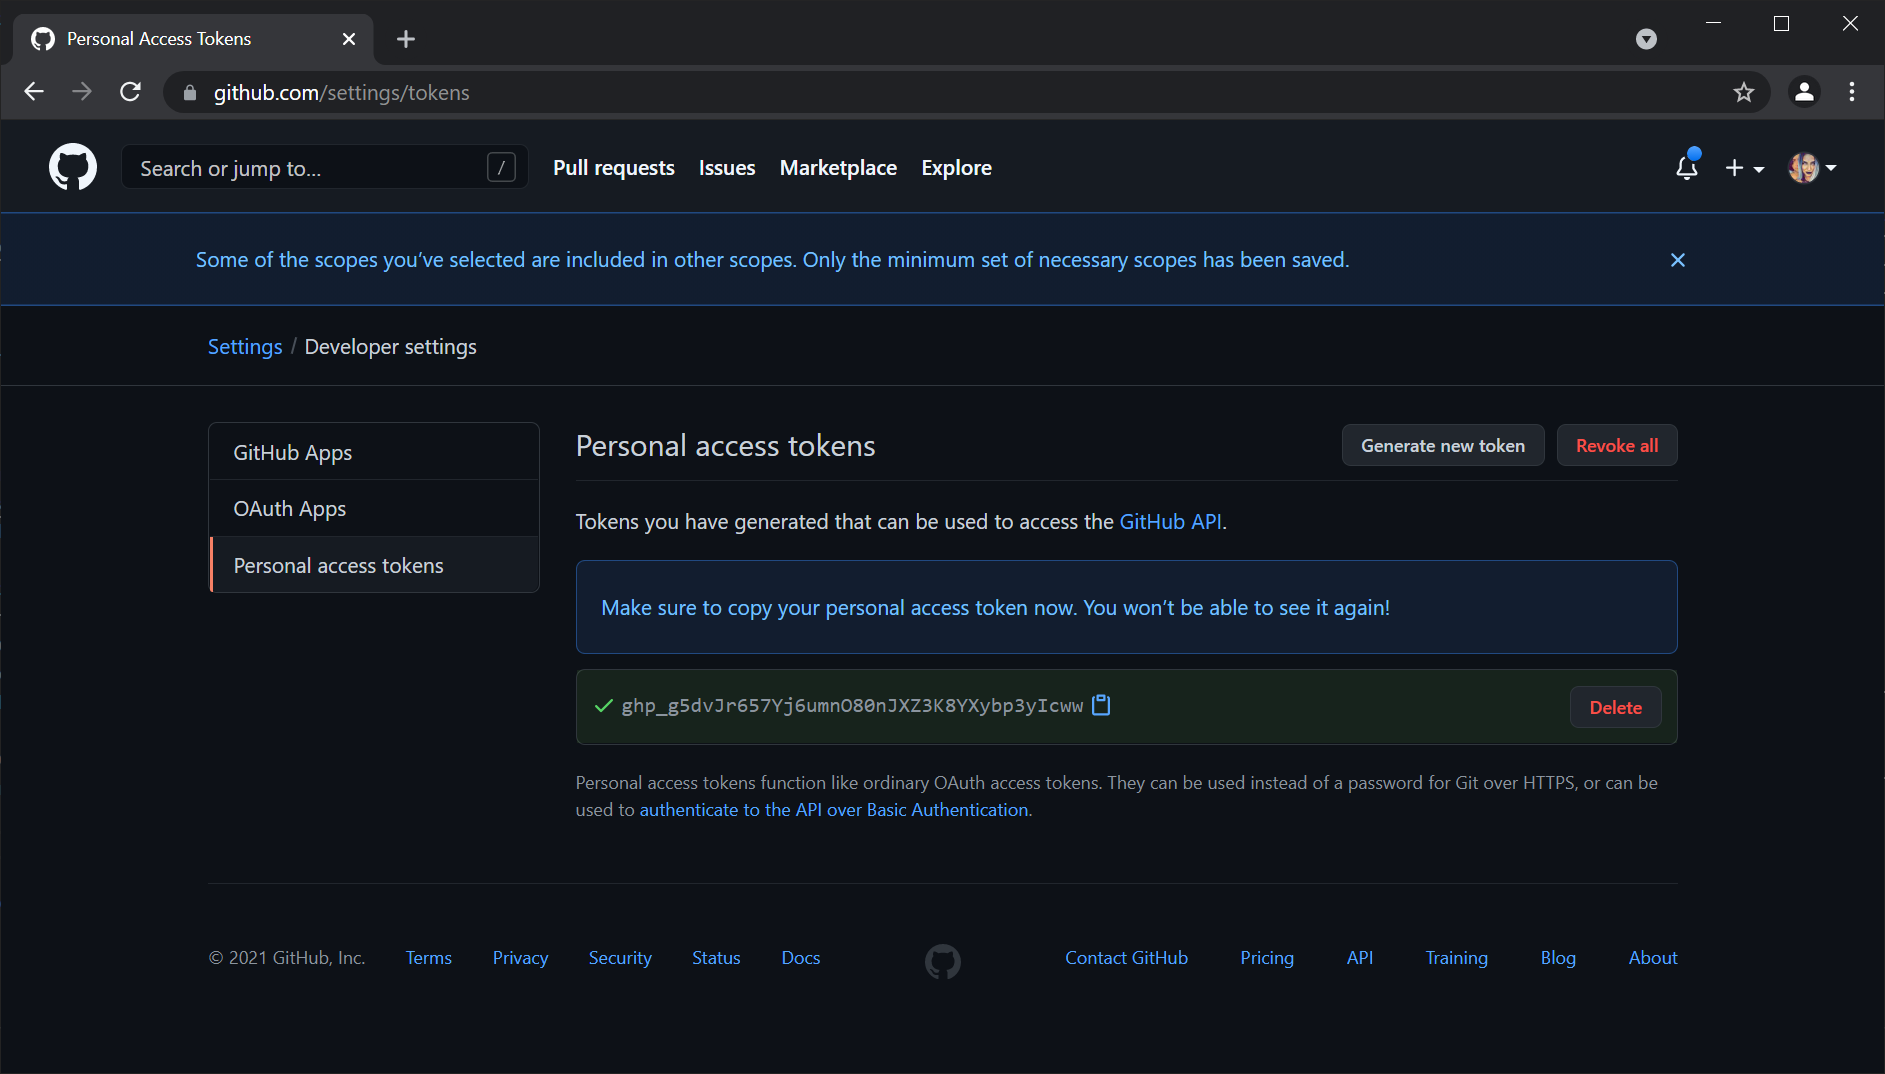 Personal Access Tokens
github.com/settings/tokens
Search or jump to...
/
Pull requests
Issues
Marketplace
Explore
Some of the scopes you’ve selected are included in other scopes. Only the minimum set of necessary scopes has been saved.
Settings / Developer settings
GitHub Apps
OAuth Apps
Personal access tokens
Personal access tokens
Generate new token
Revoke all
Tokens you have generated that can be used to access the GitHub API.
Make sure to copy your personal access token now. You won’t be able to see it again!
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
Delete
Personal access tokens function like ordinary OAuth access tokens. They can be used instead of a password for Git over HTTPS, or can be
used to authenticate to the API over Basic Authentication.
© 2021 GitHub, Inc.
Terms
Privacy
Security
Status
Docs
Contact GitHub
Pricing
API
Training
Blog
About